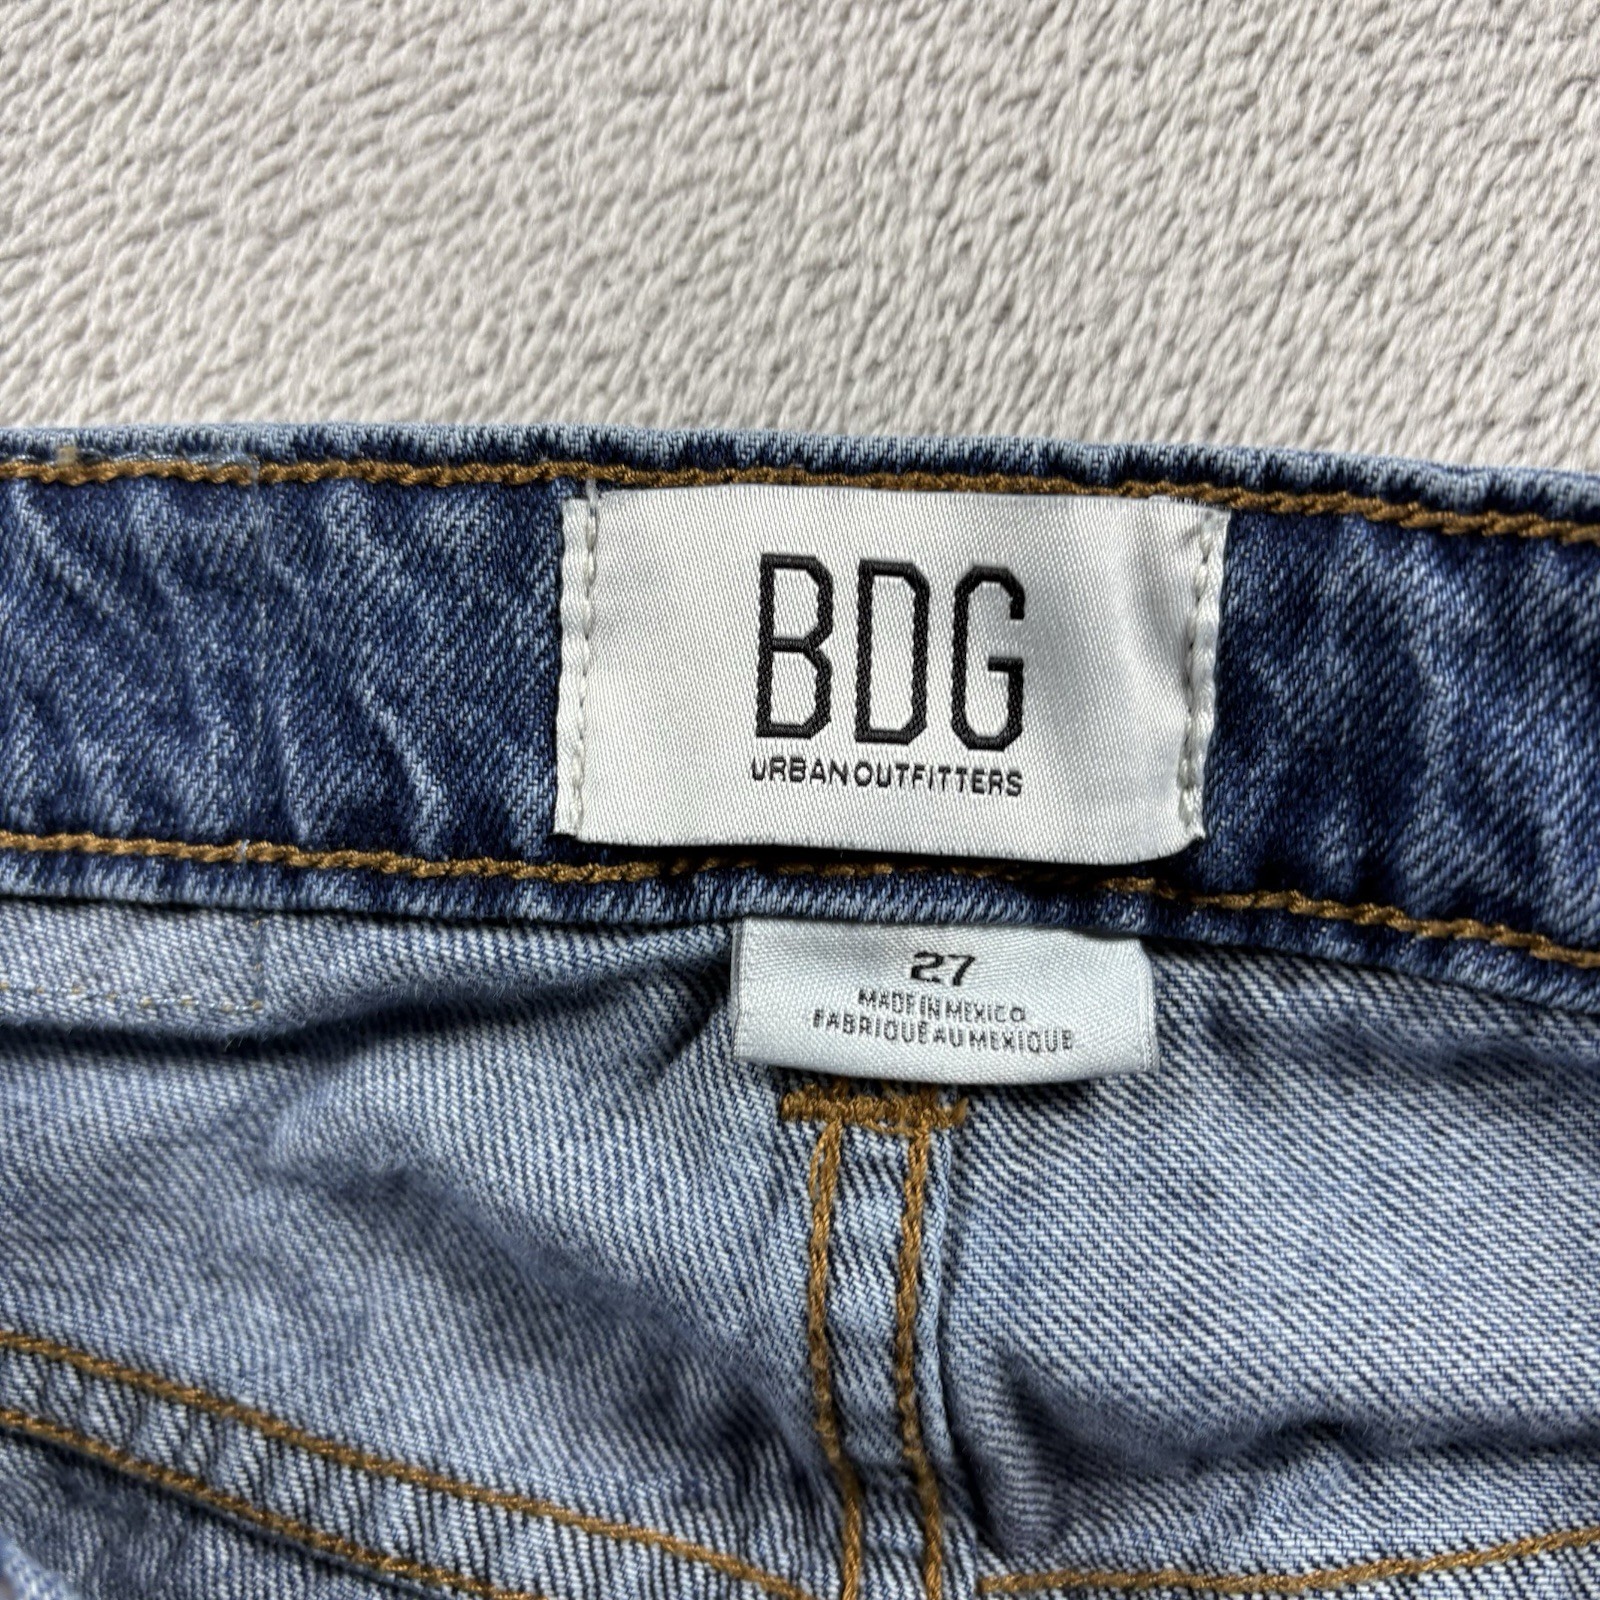 BDG
URBAN OUTFITTERS
27
MADE IN MEXICO
FABRIQUÉ AU MEXIQUE